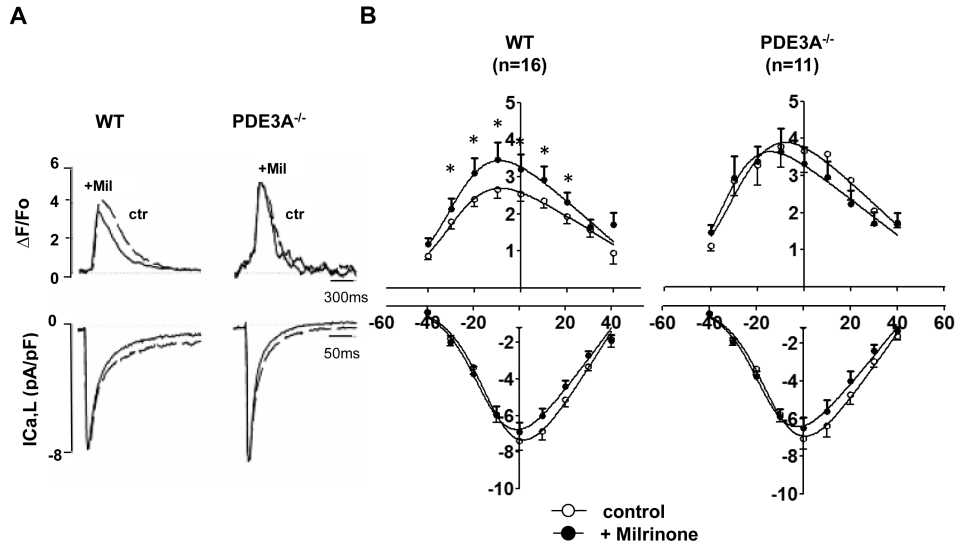 A
B
WT
PDE3A-/-
WT
(n=16)
PDE3A-/-
(n=11)
6
4
2
0
ΔF/Fo
+Mil
ctr
+Mil
ctr
300ms
0
-8
ICa,L (pA/pF)
50ms
5
4
3
2
1
* * * * * *
-60 -40 -20 20 40
-2
-4
-6
-8
-10
5
4
3
2
1
-60 -40 -20 20 40 60
-2
-4
-6
-8
-10
control
+ Milrinone